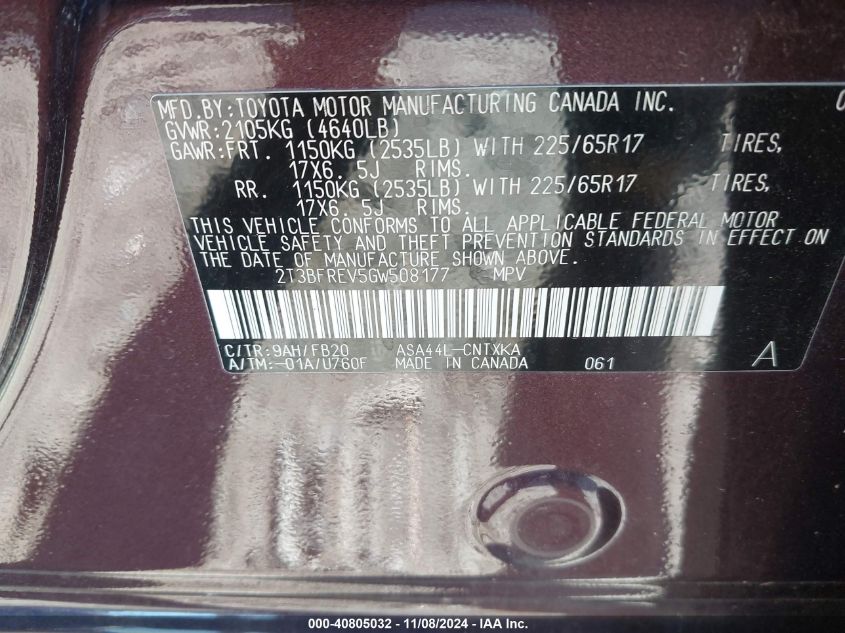 MFD.BY:TOYOTA MOTOR MANUFACTURING CANADA INC.
GVWR:2105KG (4640LB)
GAWR:FRT. 1150KG (2535LB) WITH 225/65R17 TIRES,
17X6. 5J RIMS.
RR. 1150KG (2535LB) WITH 225/65R17 TIRES,
17X6. 5J RIMS.
THIS VEHICLE CONFORMS TO ALL APPLICABLE FEDERAL MOTOR
VEHICLE SAFETY AND THEFT PREVENTION STANDARDS IN EFFECT ON
THE DATE OF MANUFACTURE SHOWN ABOVE.
2T3BFREV5GW508177 MPV
C/TR:9AH/FB20 ASA44L-CNTXKA
A/TM:-01A/U760F MADE IN CANADA 061 A
000-40805032 - 11/08/2024 - IAA Inc.